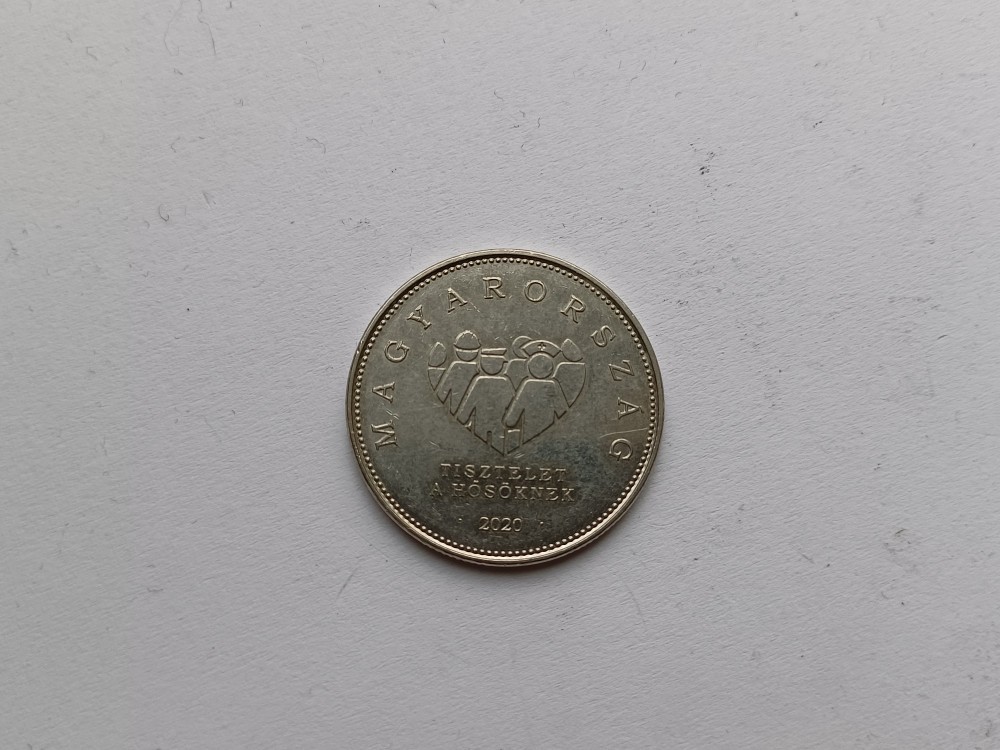 MAGYARORSZÁG
TISZTELET
A HŐSÖKNEK
2020